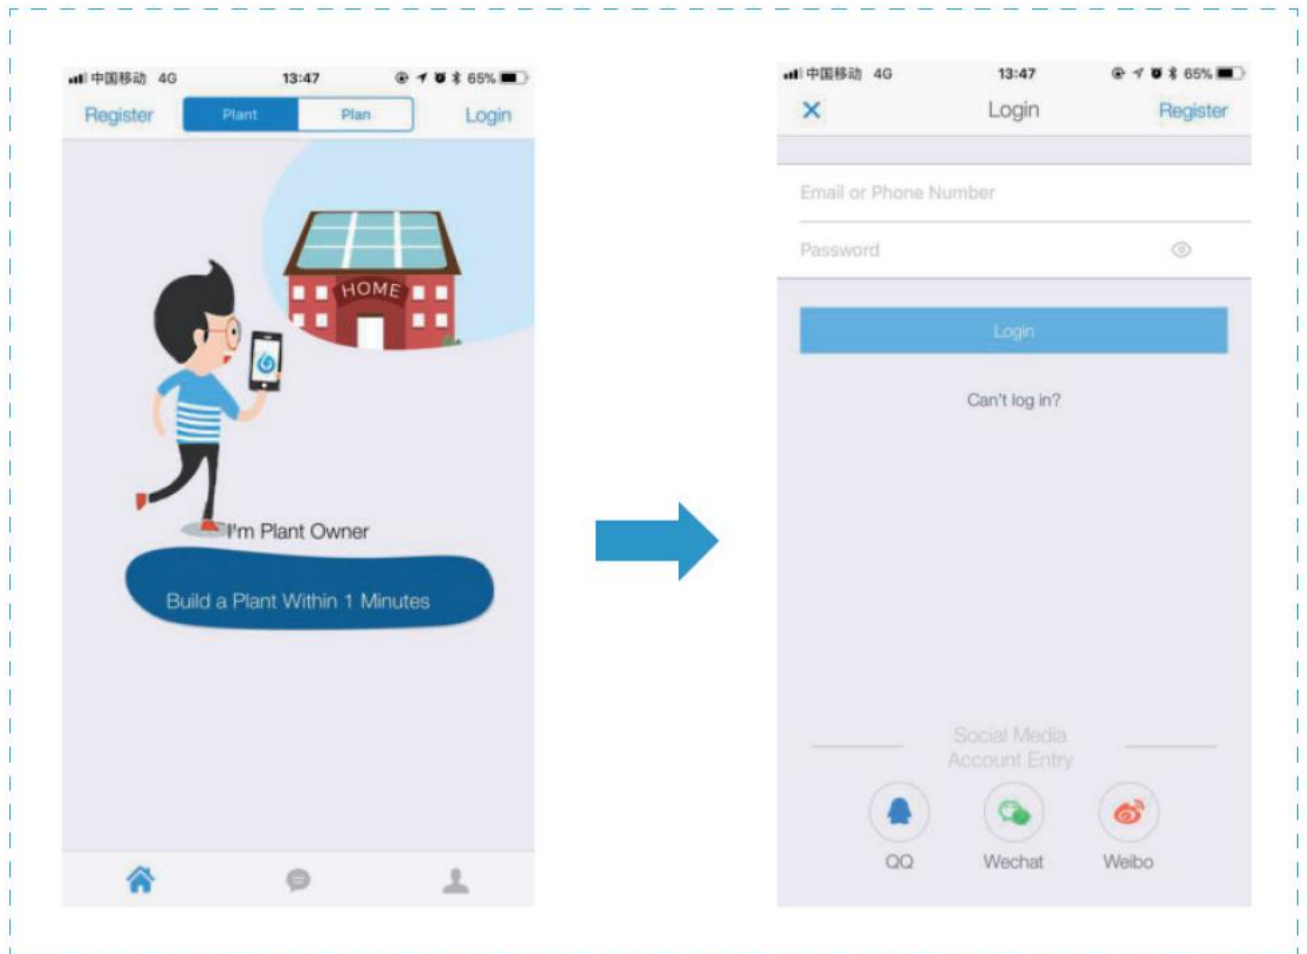 中国移动 4G 13:47 65%
Register Plant Plan Login
HOME
I'm Plant Owner
Build a Plant Within 1 Minutes
中国移动 4G 13:47 65%
Login Register
Email or Phone Number
Password
Login
Can't log in?
Social Media
Account Entry
QQ Wechat Weibo